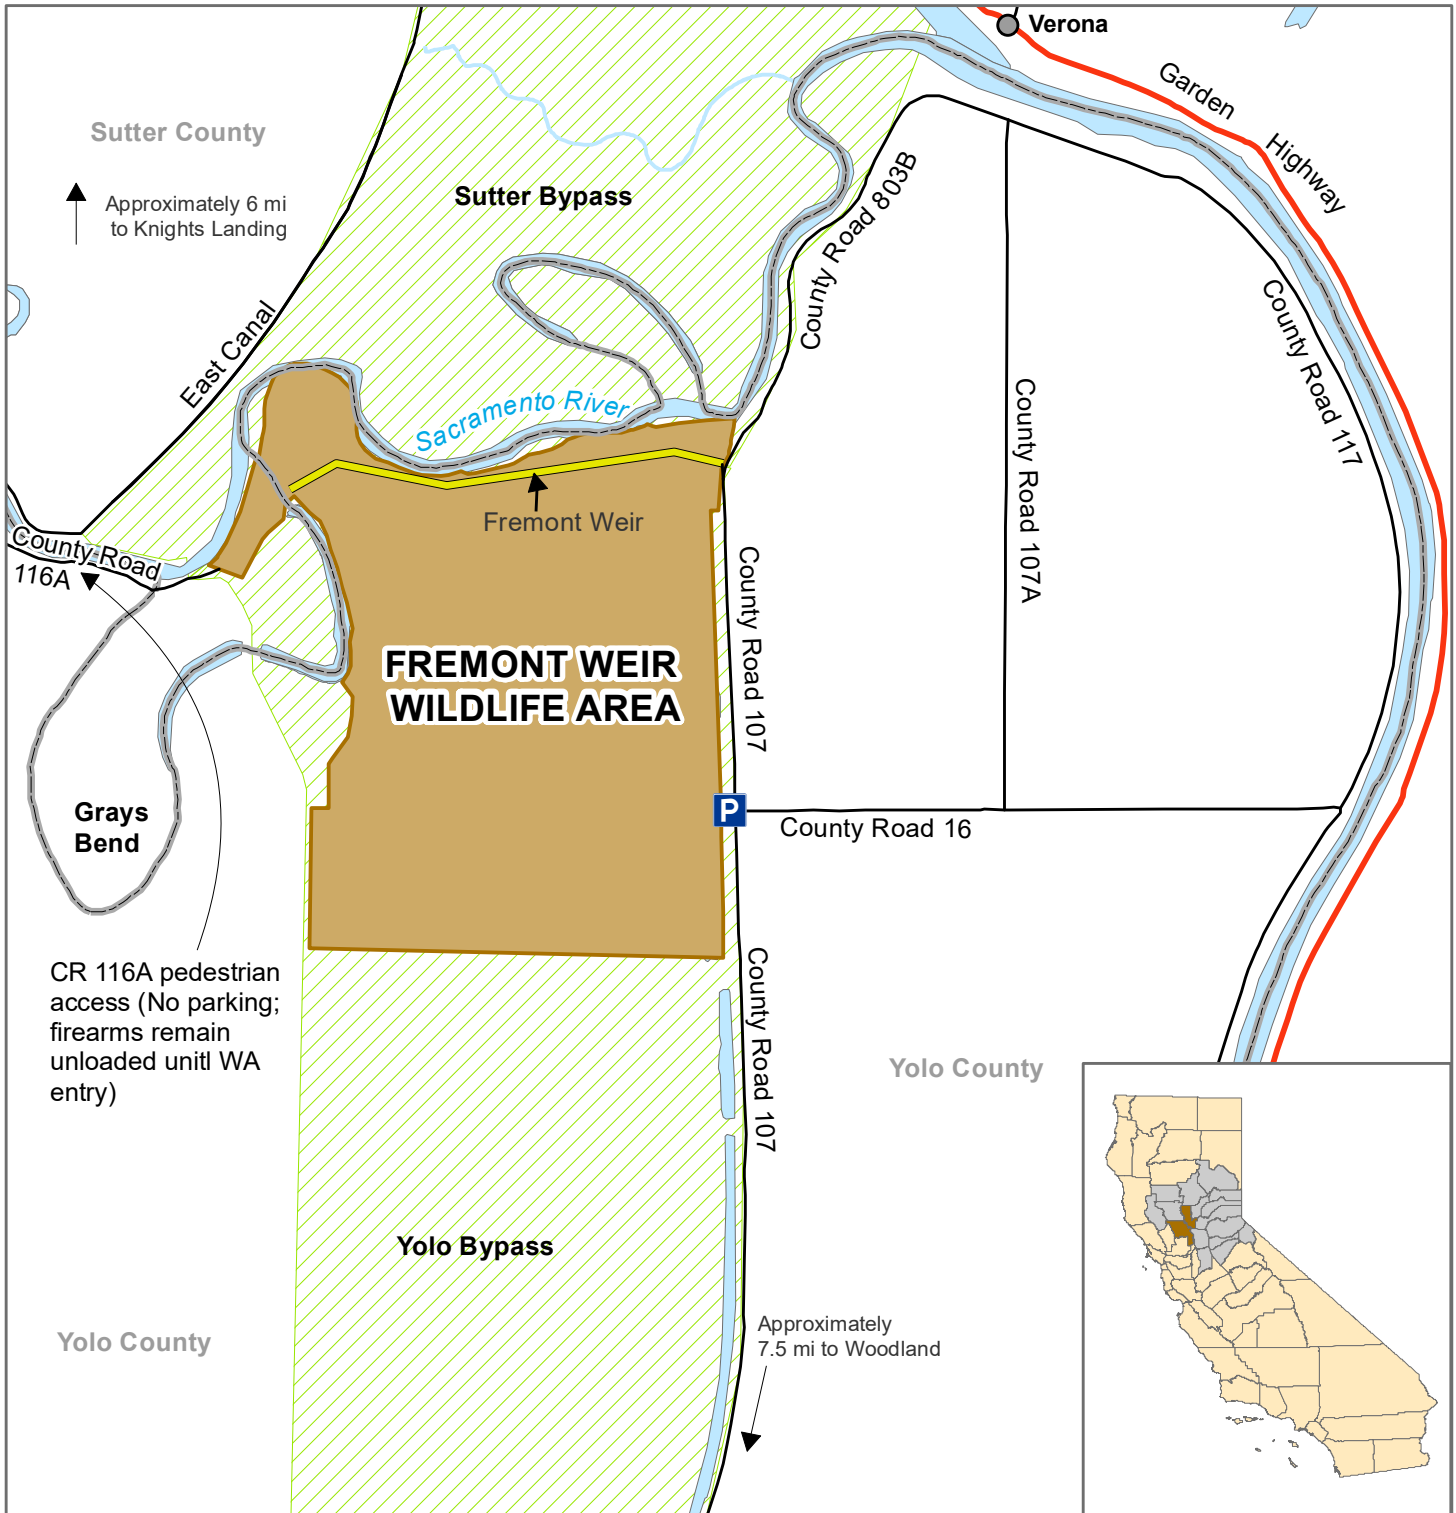 Verona
Garden
Highway
Sutter County
Approximately 6 mi
to Knights Landing
Sutter Bypass
County Road 803B
East Canal
County Road 117
Sacramento River
County Road 107A
Fremont Weir
County Road
116A
County Road 107
FREMONT WEIR
WILDLIFE AREA
Grays
Bend
P
County Road 16
CR 116A pedestrian
access (No parking;
firearms remain
unloaded unitl WA
entry)
County Road 107
Yolo County
Yolo Bypass
Yolo County
Approximately
7.5 mi to Woodland